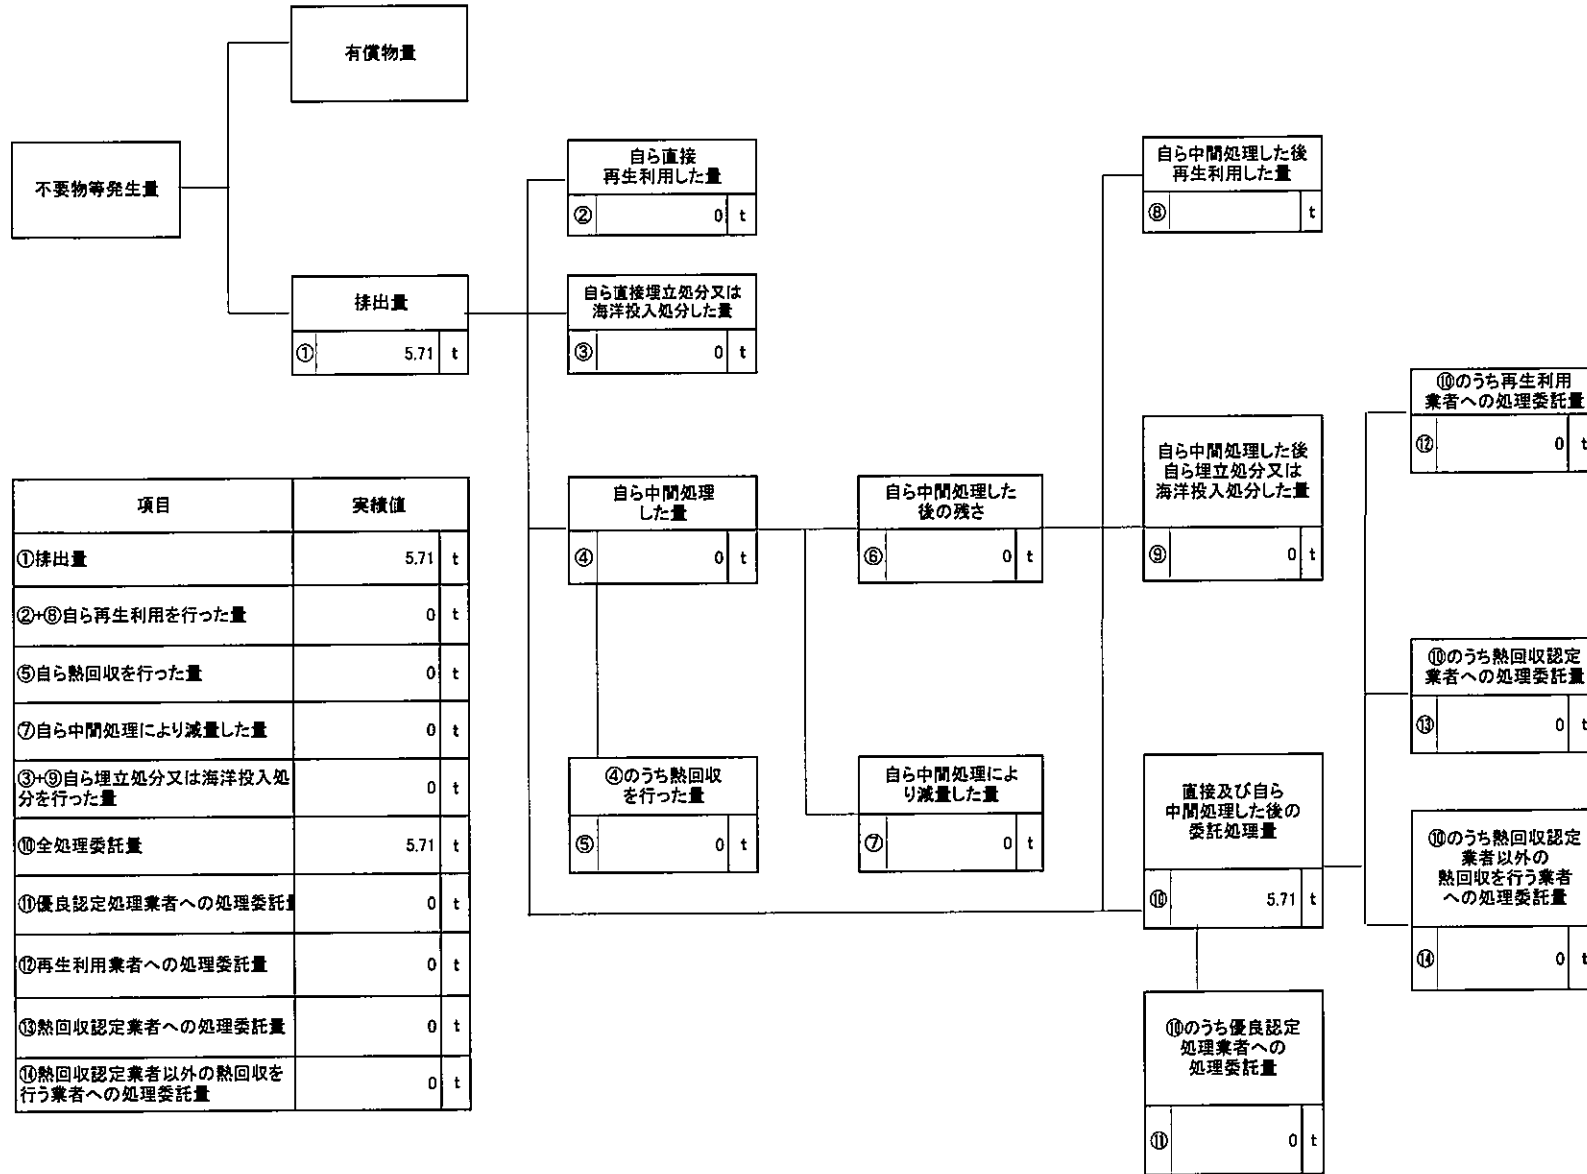 有償物量
不要物等発生量
排出量
① 5.71 t
自ら直接
再生利用した量
② 0 t
自ら直接埋立処分又は
海洋投入処分した量
③ 0 t
自ら中間処理
した量
④ 0 t
④のうち熱回収
を行った量
⑤ 0 t
自ら中間処理した
後の残さ
⑥ 0 t
自ら中間処理によ
り減量した量
⑦ 0 t
自ら中間処理した後
再生利用した量
⑧ t
自ら中間処理した後
自ら埋立処分又は
海洋投入処分した量
⑨ 0 t
直接及び自ら
中間処理した後の
委託処理量
⑩ 5.71 t
⑩のうち優良認定
処理業者への
処理委託量
⑪ 0 t
⑩のうち再生利用
業者への処理委託量
⑫ 0 t
⑩のうち熱回収認定
業者への処理委託量
⑬ 0 t
⑩のうち熱回収認定
業者以外の
熱回収を行う業者
への処理委託量
⑭ 0 t
項目 実績値
①排出量 5.71 t
②+⑧自ら再生利用を行った量 0 t
⑤自ら熱回収を行った量 0 t
⑦自ら中間処理により減量した量 0 t
③+⑨自ら埋立処分又は海洋投入処
分を行った量 0 t
⑩全処理委託量 5.71 t
⑪優良認定処理業者への処理委託量 0 t
⑫再生利用業者への処理委託量 0 t
⑬熱回収認定業者への処理委託量 0 t
⑭熱回収認定業者以外の熱回収を
行う業者への処理委託量 0 t